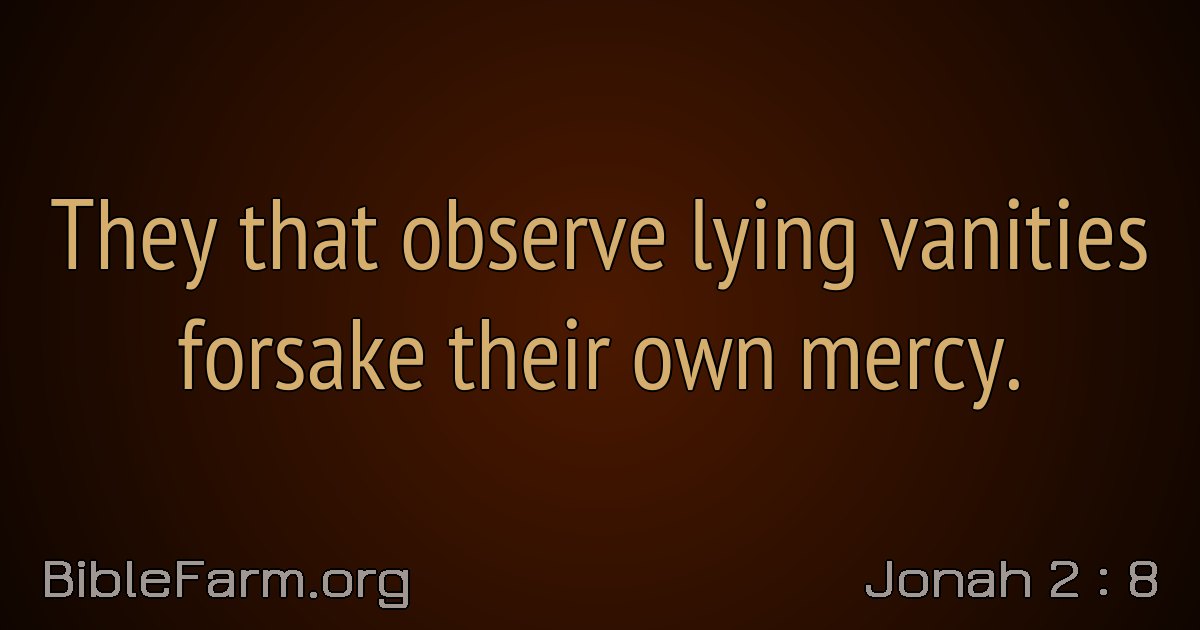 They that observe lying vanities
forsake their own mercy.
BibleFarm.org
Jonah 2 : 8